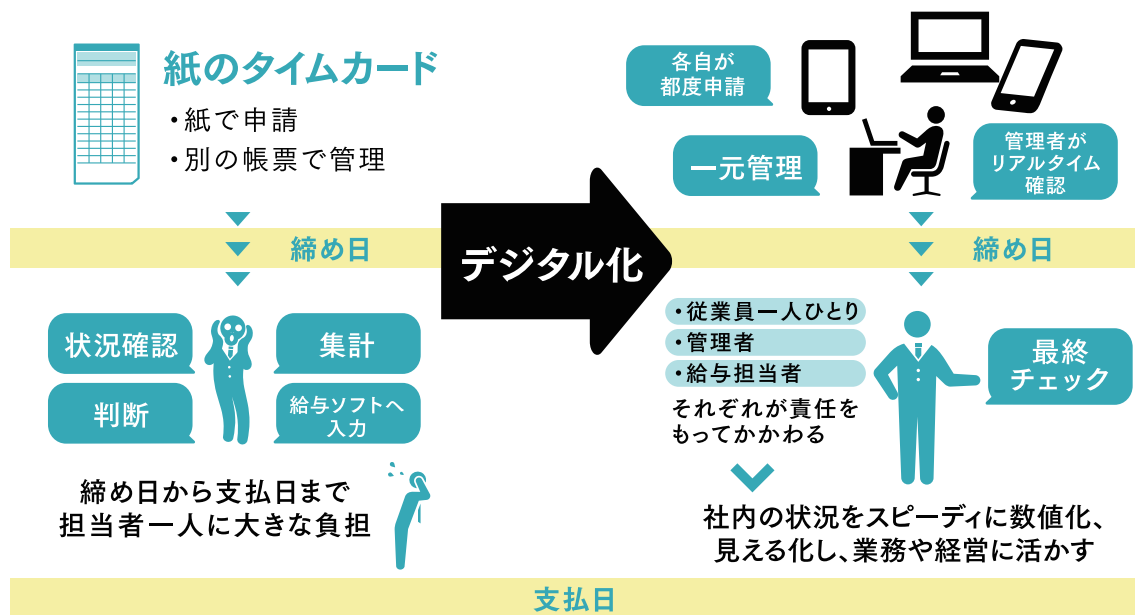 紙のタイムカード
・紙で申請
・別の帳票で管理
締め日
状況確認
集計
判断
給与ソフトへ
入力
締め日から支払日まで
担当者一人に大きな負担
デジタル化
各自が
都度申請
一元管理
管理者が
リアルタイム
確認
締め日
・従業員一人ひとり
・管理者
・給与担当者
それぞれが責任を
もってかかわる
最終
チェック
社内の状況をスピーディに数値化、
見える化し、業務や経営に活かす
支払日